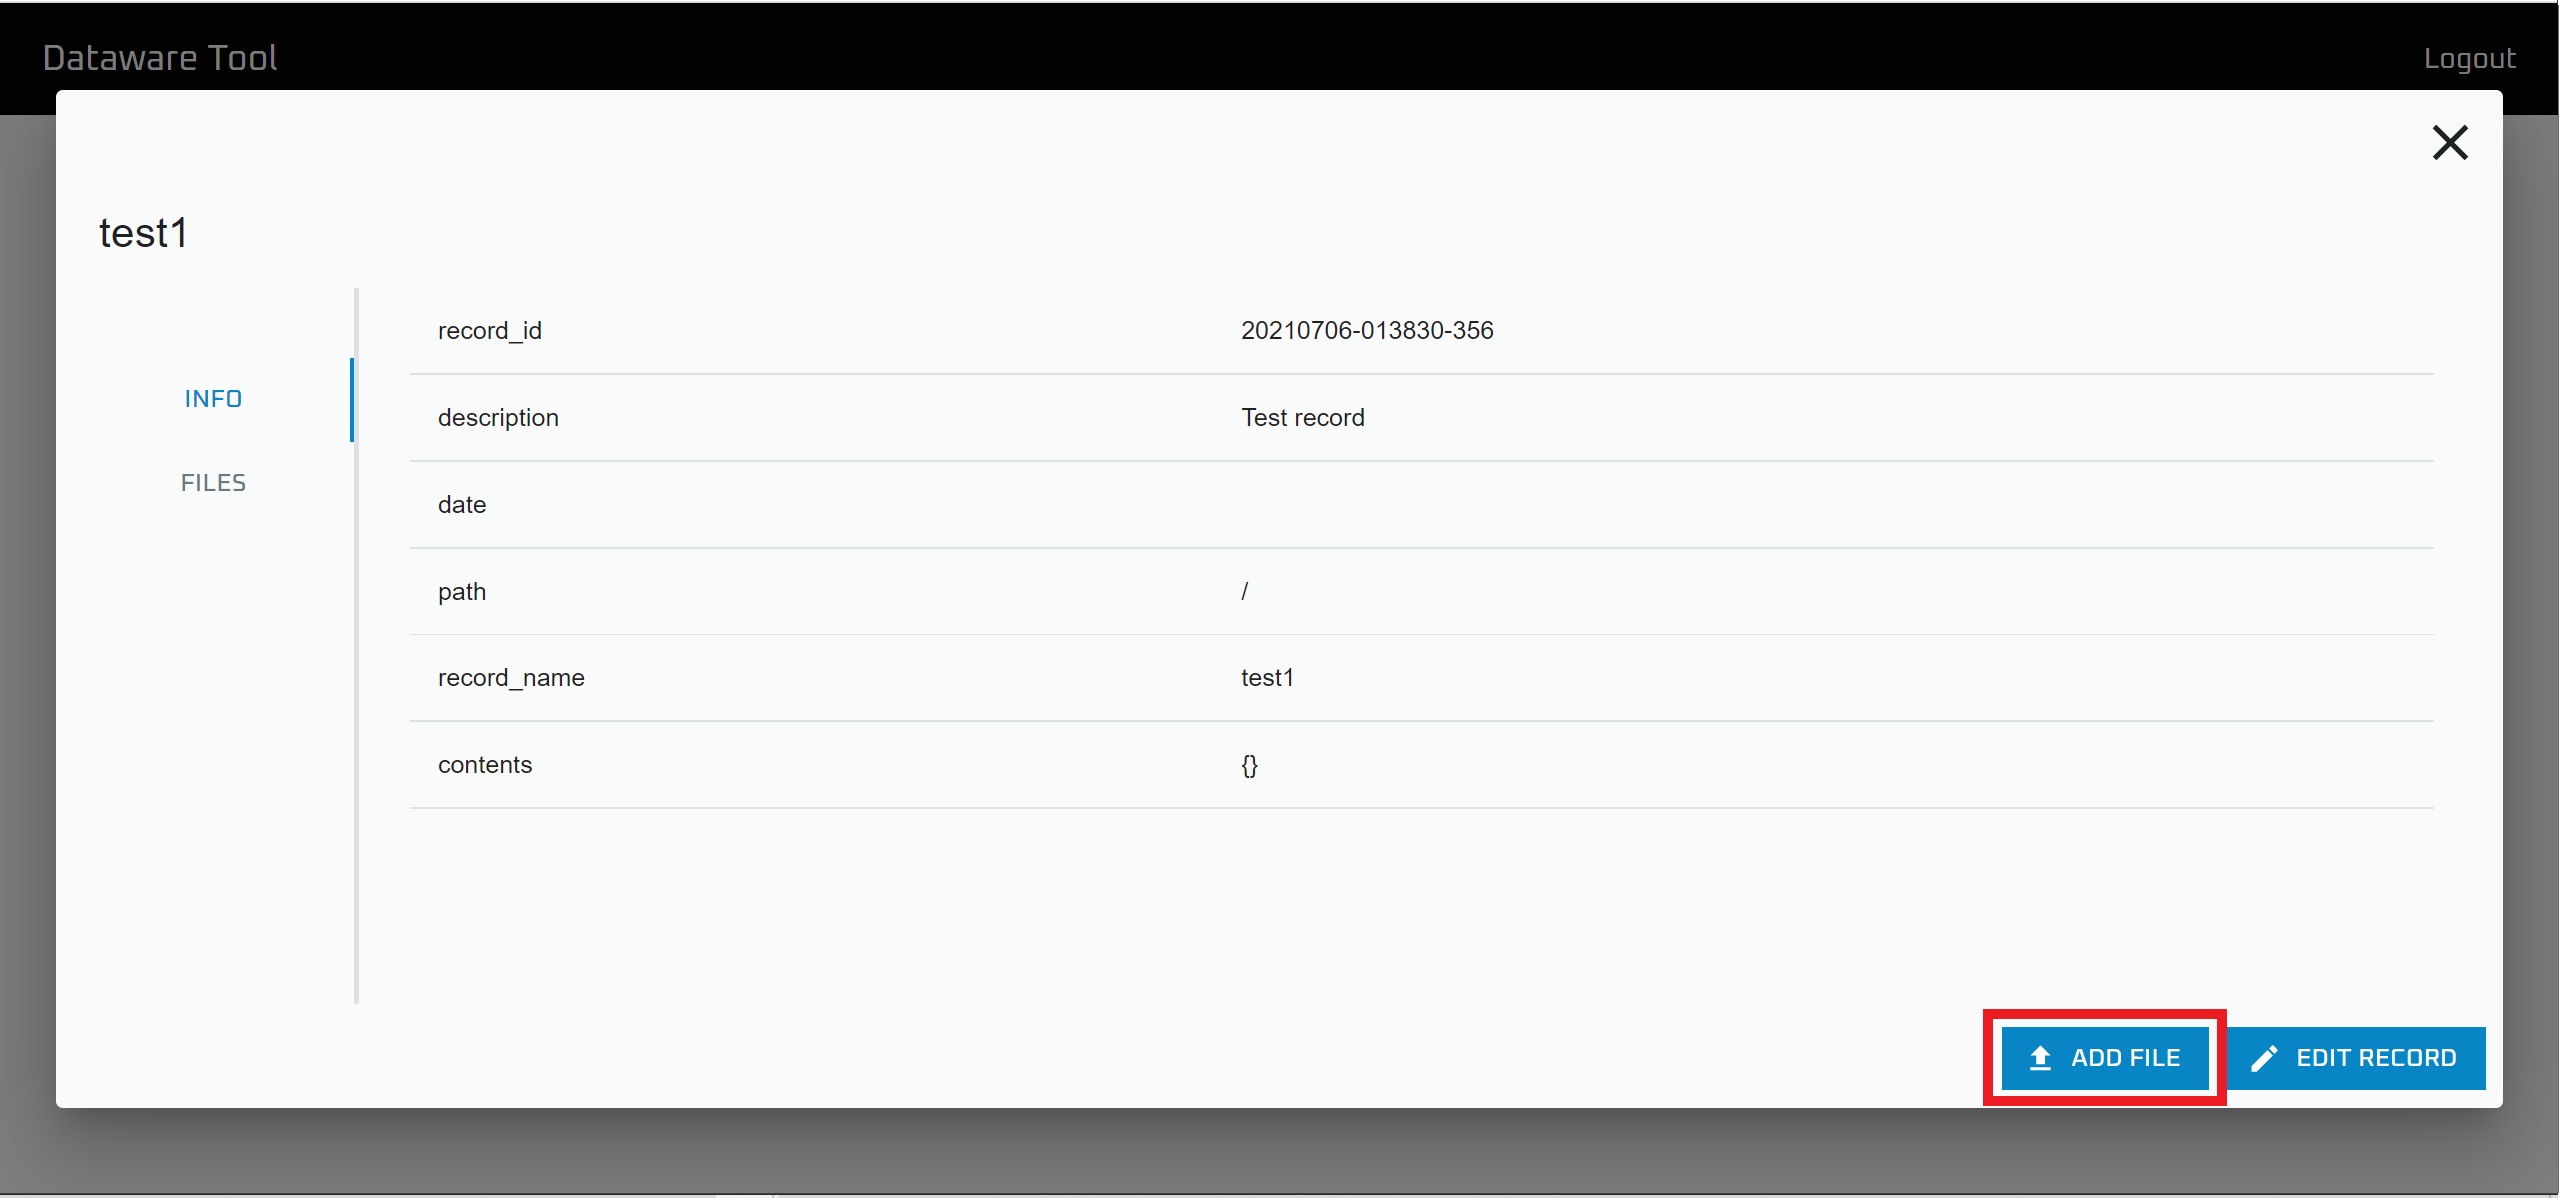 Dataware Tool Logout
test1
INFO
FILES
record_id 20210706-013830-356
description Test record
date
path /
record_name test1
contents {}
ADD FILE EDIT RECORD